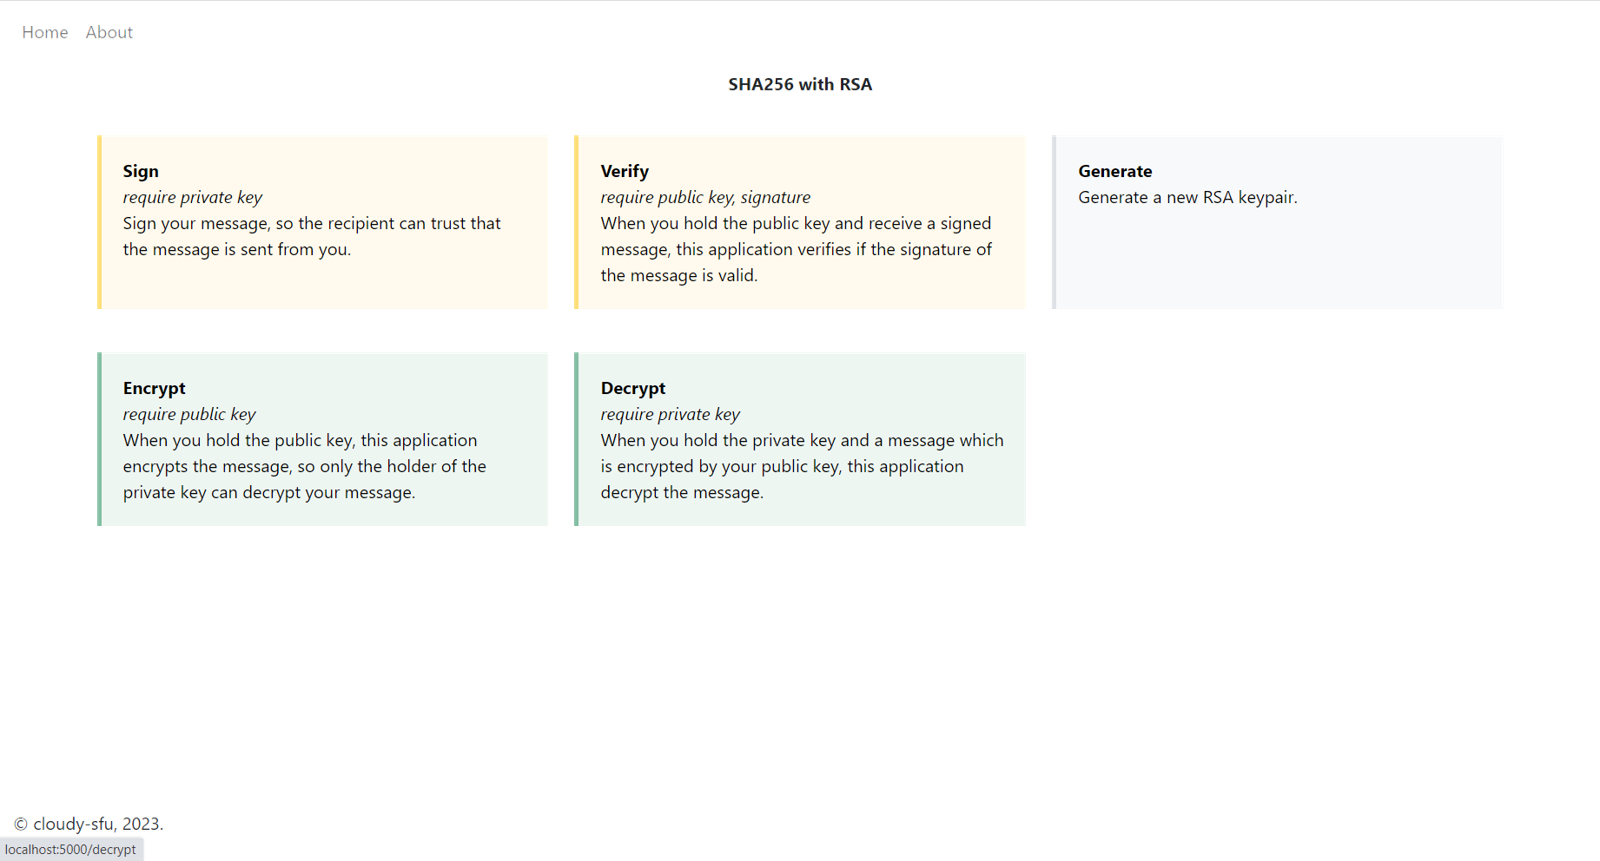 Home About
SHA256 with RSA
Sign
require private key
Sign your message, so the recipient can trust that
the message is sent from you.
Verify
require public key, signature
When you hold the public key and receive a signed
message, this application verifies if the signature of
the message is valid.
Generate
Generate a new RSA keypair.
Encrypt
require public key
When you hold the public key, this application
encrypts the message, so only the holder of the
private key can decrypt your message.
Decrypt
require private key
When you hold the private key and a message which
is encrypted by your public key, this application
decrypt the message.
© cloudy-sfu, 2023.
localhost:5000/decrypt